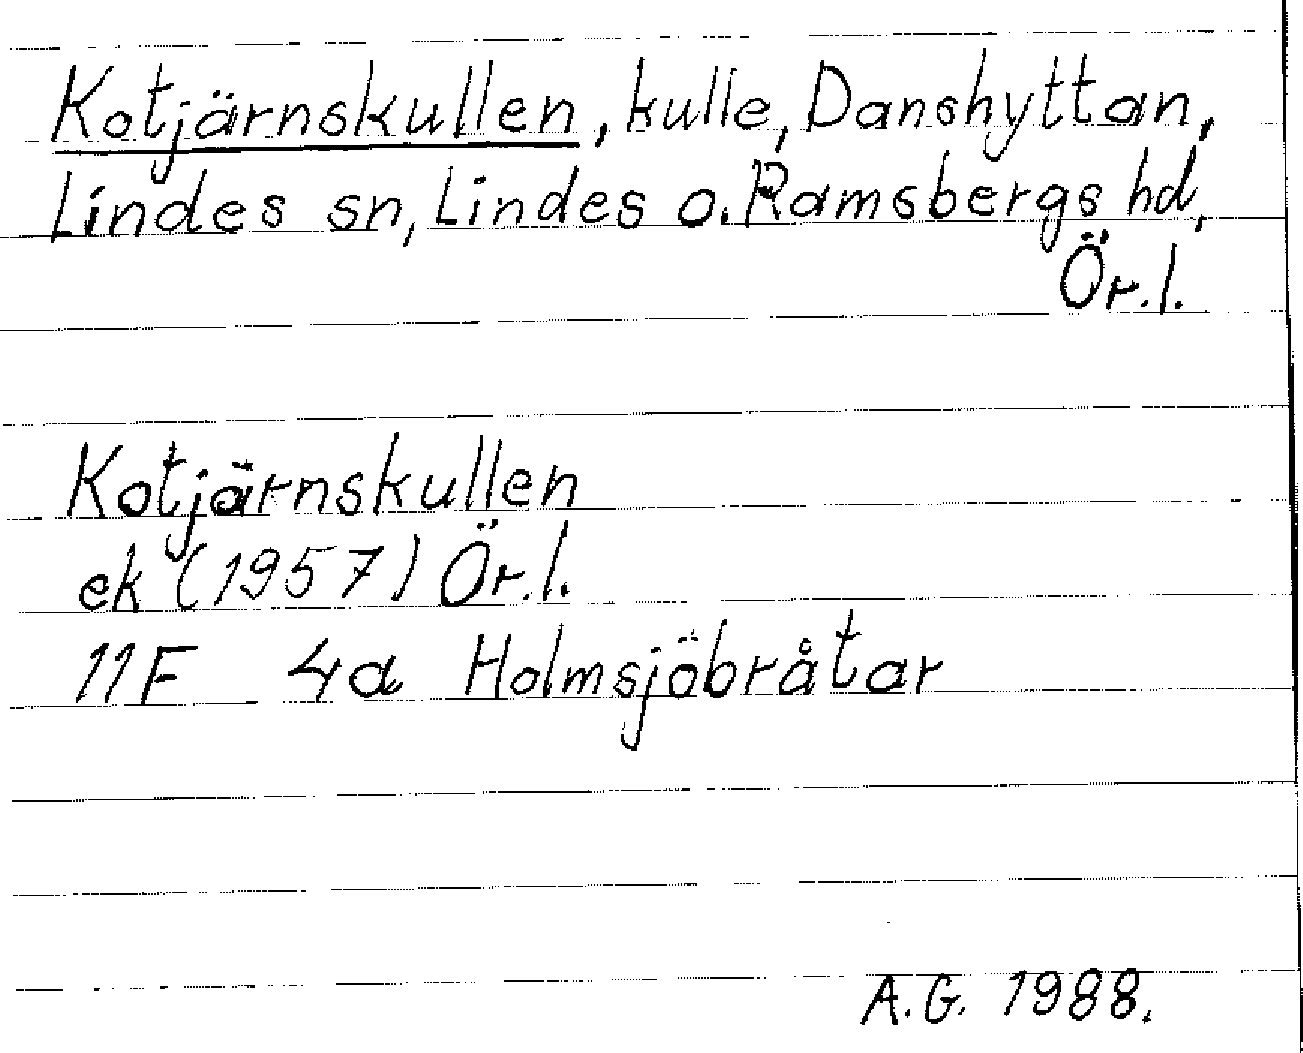 Kotjärnskullen, kulle, Danshyttan,
Lindes sn, Lindes o. Ramsbergs hd,
Ör.l.
Kotjärnskullen
ek (1957) Ör.l.
11F 4a Holmsjöbråtar
A.G. 1988.